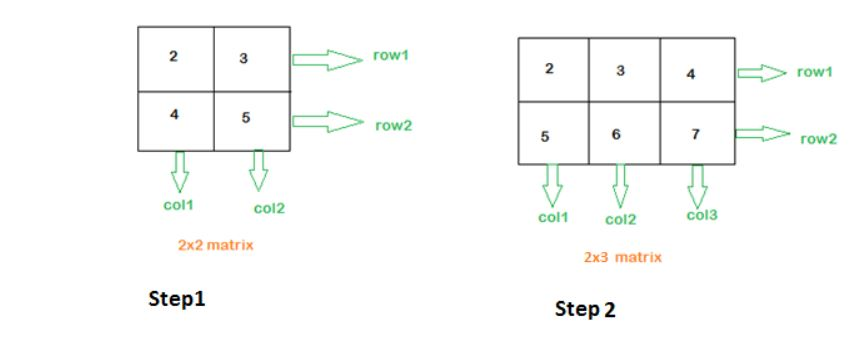 2 3 row1
4 5 row2
col1 col2
2x2 matrix
Step1
2 3 4 row1
5 6 7 row2
col1 col2 col3
2x3 matrix
Step 2